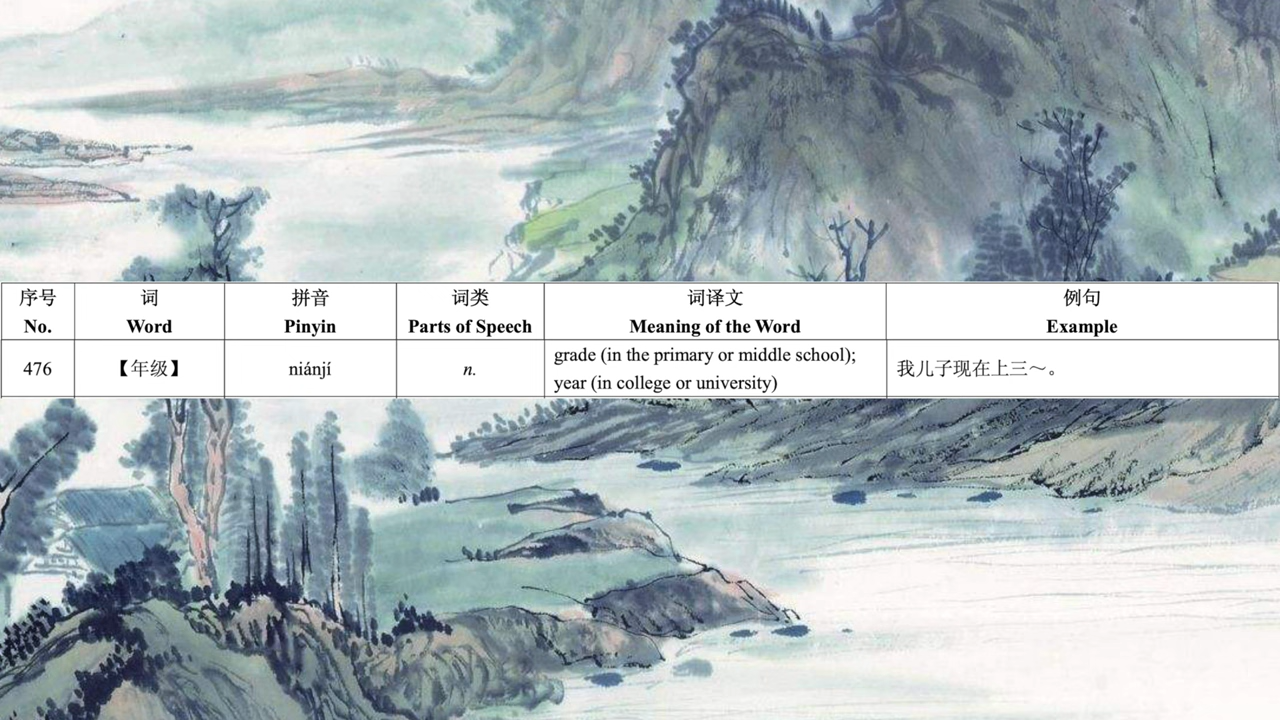 序号 词 拼音 词类 词译文 例句
No. Word Pinyin Parts of Speech Meaning of the Word Example
476 【年级】 niánjí n. grade (in the primary or middle school); 我儿子现在上三～。
year (in college or university)